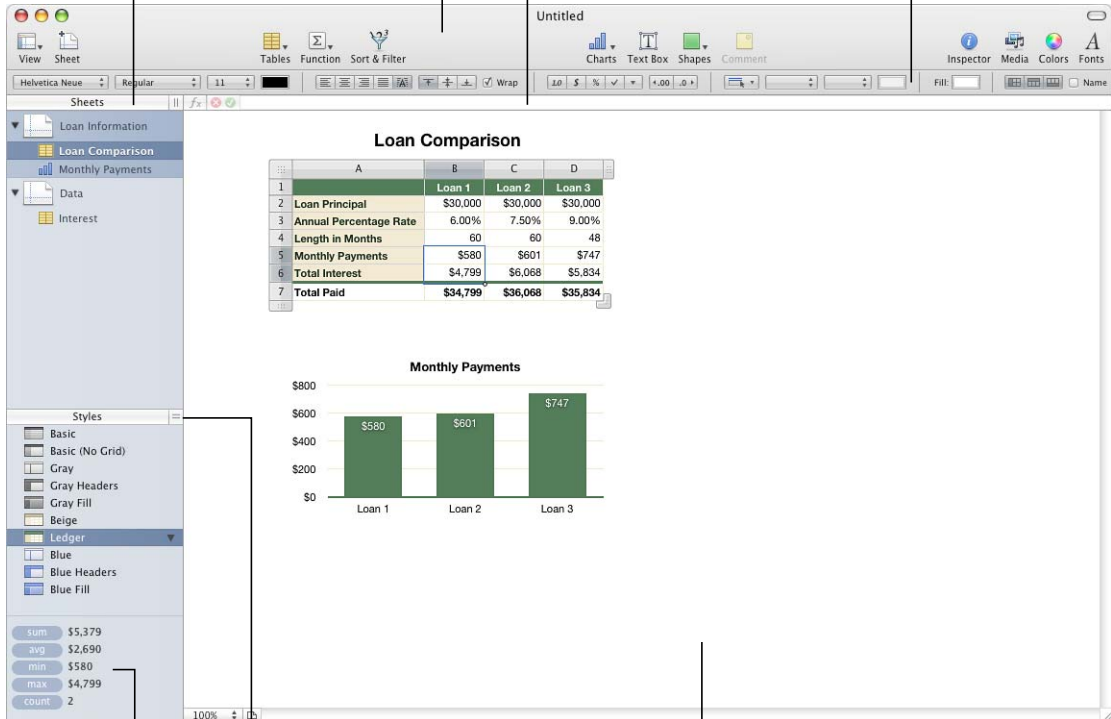 Untitled
View Sheet Tables Function Sort & Filter Charts Text Box Shapes Comment Inspector Media Colors Fonts
Helvetica Neue Regular 11 Wrap 1.0 $ % Fill: Name
Sheets fx
Loan Information
Loan Comparison
Monthly Payments
Data
Interest
Loan Comparison
A B C D
1 Loan 1 Loan 2 Loan 3
2 Loan Principal $30,000 $30,000 $30,000
3 Annual Percentage Rate 6.00% 7.50% 9.00%
4 Length in Months 60 60 48
5 Monthly Payments $580 $601 $747
6 Total Interest $4,799 $6,068 $5,834
7 Total Paid $34,799 $36,068 $35,834
Monthly Payments
$800
$600
$400
$200
$0
$580 $601 $747
Loan 1 Loan 2 Loan 3
Styles
Basic
Basic (No Grid)
Gray
Gray Headers
Gray Fill
Beige
Ledger
Blue
Blue Headers
Blue Fill
sum $5,379
avg $2,690
min $580
max $4,799
count 2
100%